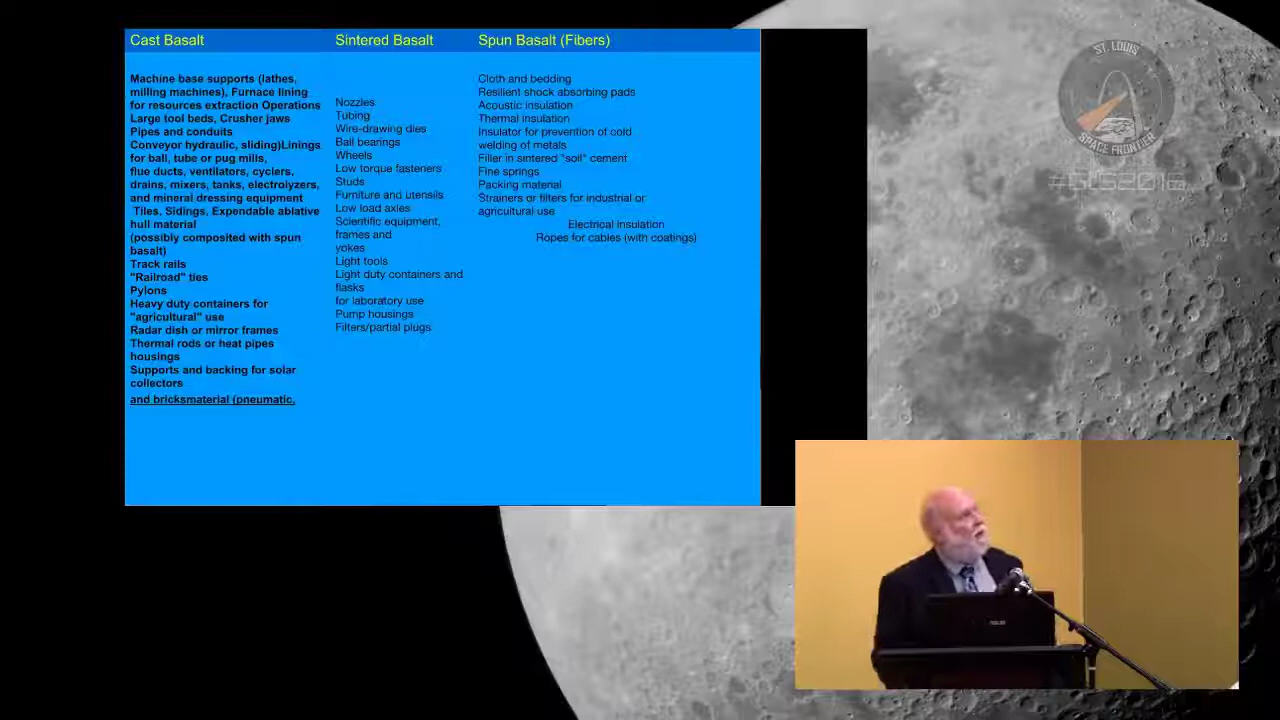 Cast Basalt
Machine base supports (lathes,
milling machines), Furnace lining
for resources extraction Operations
Large tool beds, Crusher jaws
Pipes and conduits
Conveyor hydraulic, sliding)Linings
for ball, tube or pug mills,
flue ducts, ventilators, cyclers,
drains, mixers, tanks, electrolyzers,
and mineral dressing equipment
Tiles, Sidings, Expendable ablative
hull material
(possibly composited with spun
basalt)
Track rails
"Railroad" ties
Pylons
Heavy duty containers for
"agricultural" use
Radar dish or mirror frames
Thermal rods or heat pipes
housings
Supports and backing for solar
collectors
and bricksmaterial (pneumatic,
Sintered Basalt
Nozzles
Tubing
Wire-drawing dies
Ball bearings
Wheels
Low torque fasteners
Studs
Furniture and utensils
Low load axles
Scientific equipment,
frames and
yokes
Light tools
Light duty containers and
flasks
for laboratory use
Pump housings
Filters/partial plugs
Spun Basalt (Fibers)
Cloth and bedding
Resilient shock absorbing pads
Acoustic insulation
Thermal insulation
Insulator for prevention of cold
welding of metals
Filler in sintered "soil" cement
Fine springs
Packing material
Strainers or filters for industrial or
agricultural use
Electrical insulation
Ropes for cables (with coatings)
ST. LOUIS
SPACE FRONTIER
#GLS2016
ASUS